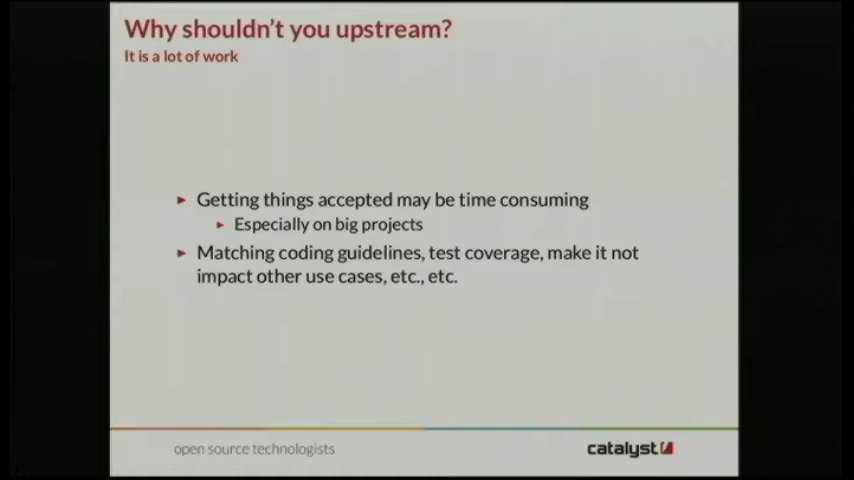 Why shouldn't you upstream?
It is a lot of work
Getting things accepted may be time consuming
Especially on big projects
Matching coding guidelines, test coverage, make it not
impact other use cases, etc., etc.
open source technologists
catalyst